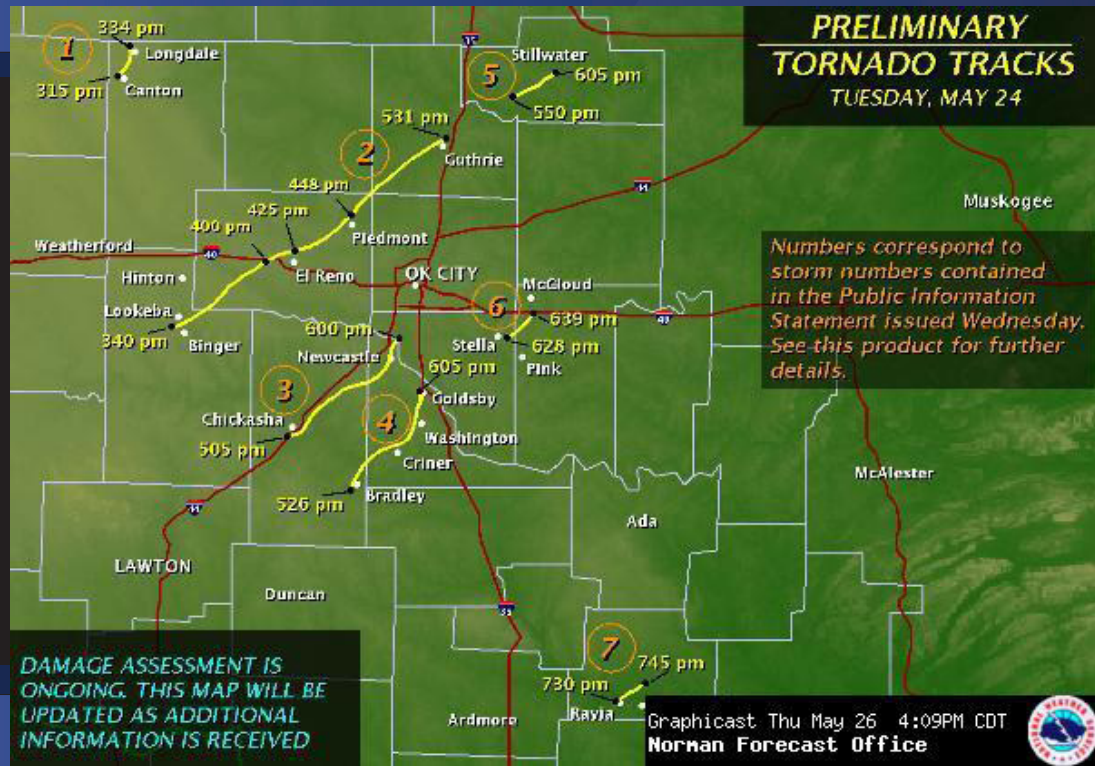 PRELIMINARY
TORNADO TRACKS
TUESDAY, MAY 24
334 pm
1
Longdale
315 pm
Canton
35
Stillwater
5
605 pm
550 pm
531 pm
2
Guthrie
44
448 pm
425 pm
400 pm
Piedmont
Muskogee
Weatherford
40
El Reno
Hinton
OK CITY
McCloud
Lookeba
6
639 pm
40
340 pm
Binger
600 pm
Stella
628 pm
Newcastle
Pink
605 pm
3
Goldsby
Chickasha
4
Washington
505 pm
Criner
526 pm
Bradley
44
McAlester
Ada
LAWTON
Duncan
35
7
745 pm
730 pm
Ravia
Ardmore
Numbers correspond to
storm numbers contained
in the Public Information
Statement issued Wednesday.
See this product for further
details.
DAMAGE ASSESSMENT IS
ONGOING. THIS MAP WILL BE
UPDATED AS ADDITIONAL
INFORMATION IS RECEIVED
Graphicast Thu May 26 4:09PM CDT
Norman Forecast Office